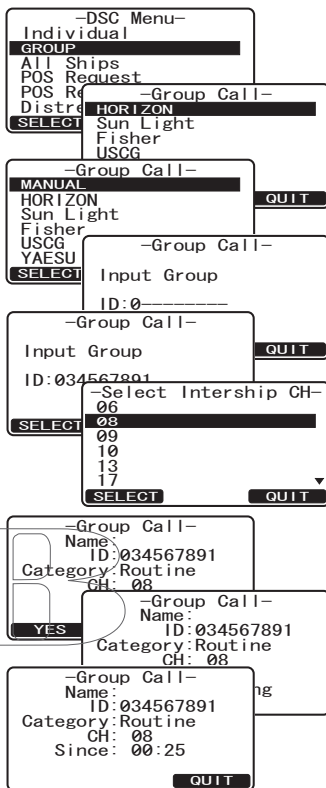 -DSC Menu-
Individual
GROUP
All Ships
POS Request
POS Re
Distre
SELECT
-Group Call-
HORIZON
Sun Light
Fisher
USCG
QUIT
-Group Call-
MANUAL
HORIZON
Sun Light
Fisher
USCG
YAESU
SELECT
-Group Call-
Input Group
ID:0--------
QUIT
-Group Call-
Input Group
ID:034567891
SELECT
-Select Intership CH-
06
08
09
10
13
17
SELECT QUIT
-Group Call-
Name:
ID:034567891
Category:Routine
CH: 08
YES
-Group Call-
Name:
ID:034567891
Category:Routine
CH: 08
ng
-Group Call-
Name:
ID:034567891
Category:Routine
CH: 08
Since: 00:25
QUIT